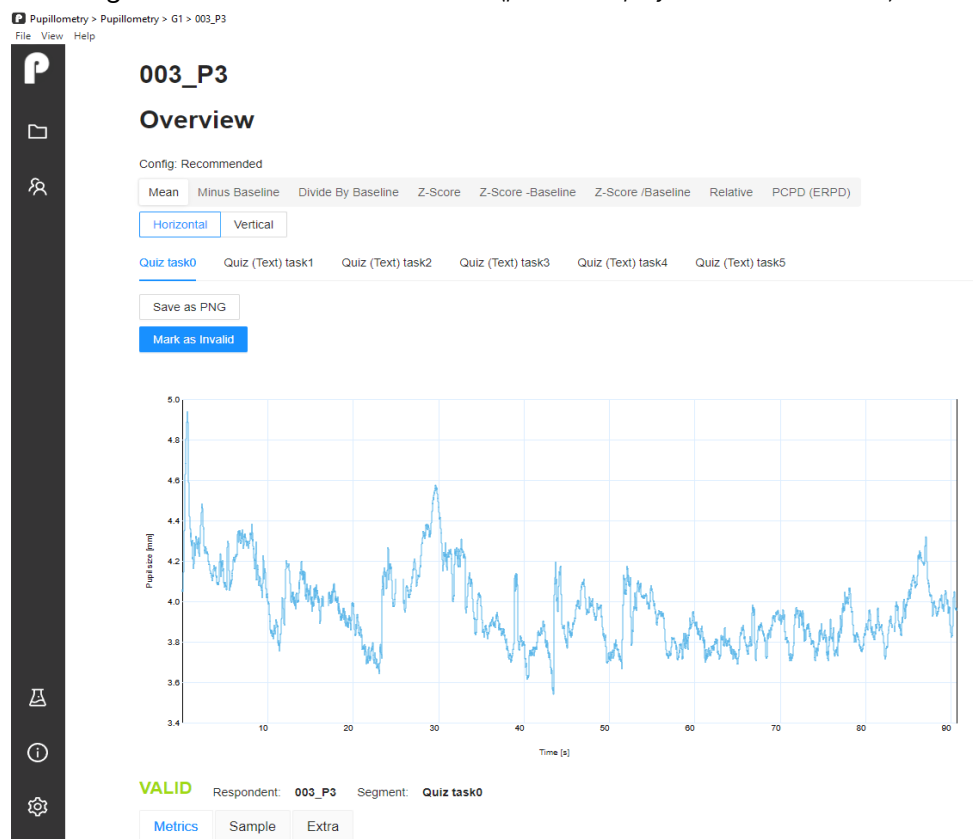 Pupillometry > Pupillometry > G1 > 003_P3
File View Help
003_P3
Overview
Config: Recommended
Mean Minus Baseline Divide By Baseline Z-Score Z-Score -Baseline Z-Score /Baseline Relative PCPD (ERPD)
Horizontal Vertical
Quiz task0 Quiz (Text) task1 Quiz (Text) task2 Quiz (Text) task3 Quiz (Text) task4 Quiz (Text) task5
Save as PNG
Mark as Invalid
5.0
4.8
4.6
4.4
4.2
4.0
3.8
3.6
3.4
Pupil size [mm]
10 20 30 40 50 60 70 80 90
Time [s]
VALID Respondent: 003_P3 Segment: Quiz task0
Metrics Sample Extra